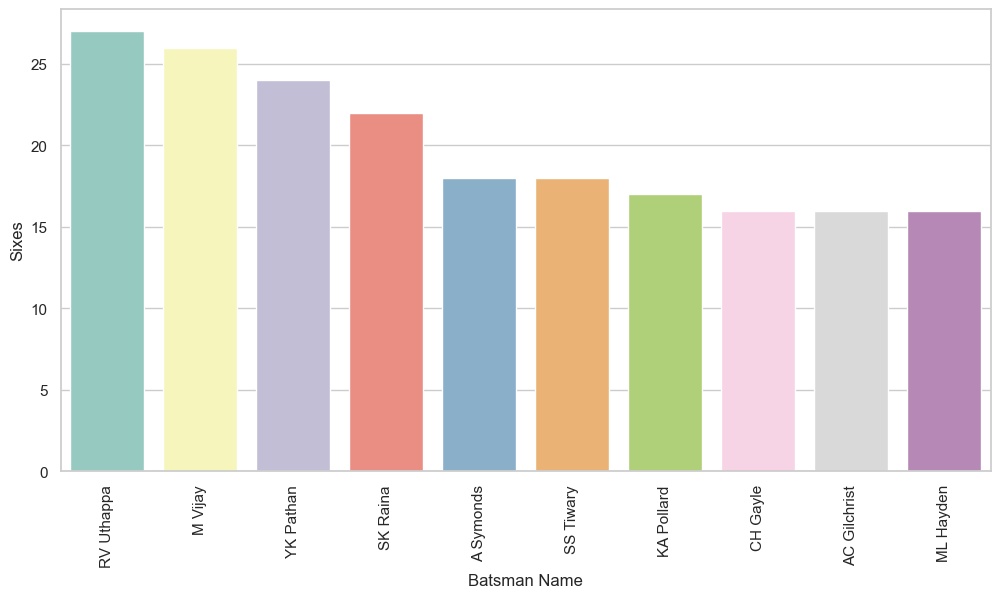 25
20
15
10
5
0
Sixes
RV Uthappa
M Vijay
YK Pathan
SK Raina
A Symonds
SS Tiwary
KA Pollard
CH Gayle
AC Gilchrist
ML Hayden
Batsman Name